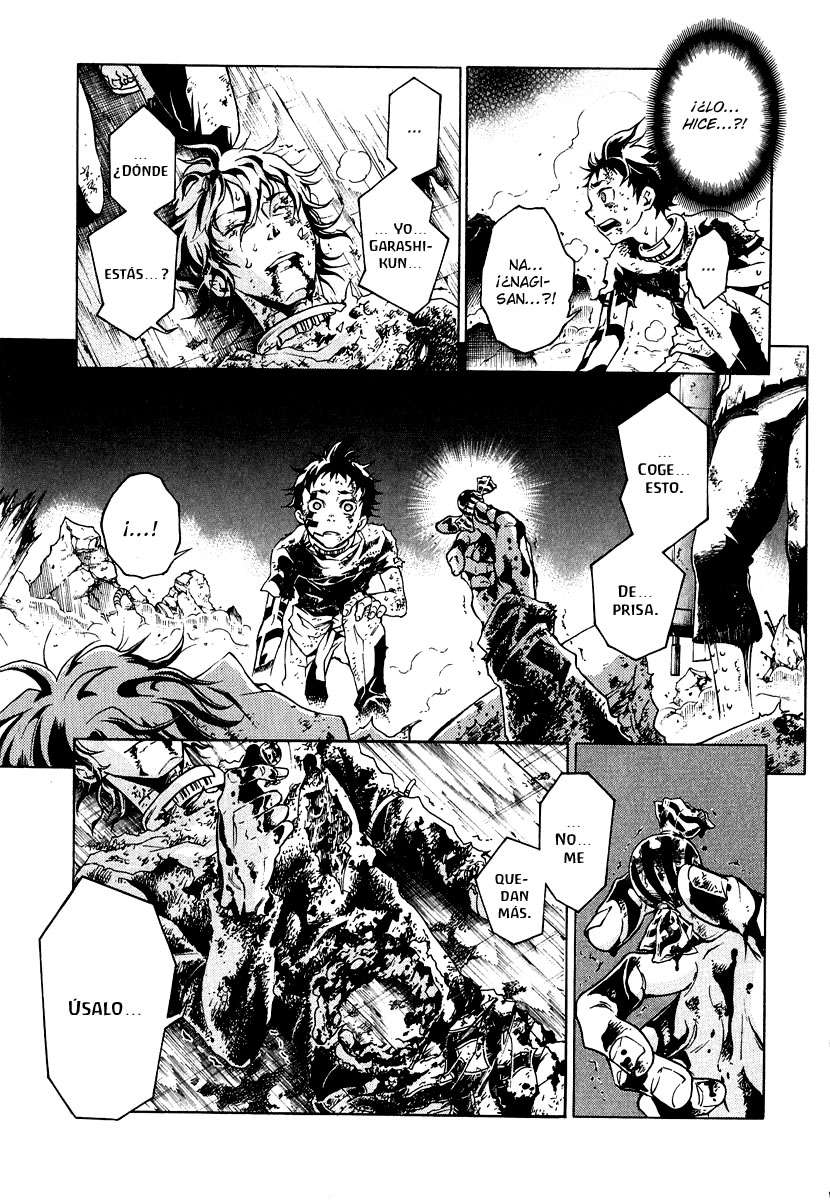 ¡¿LO...
HICE...?!
...
NA...
¡¿NAGI-
SAN...?!
...
... YO
GARASHI-
KUN...
...
¿DÓNDE
ESTÁS...?
...
COGE...
ESTO.
DE...
PRISA.
¡...!
...
NO...
ME
QUE-
DAN
MÁS.
ÚSALO...